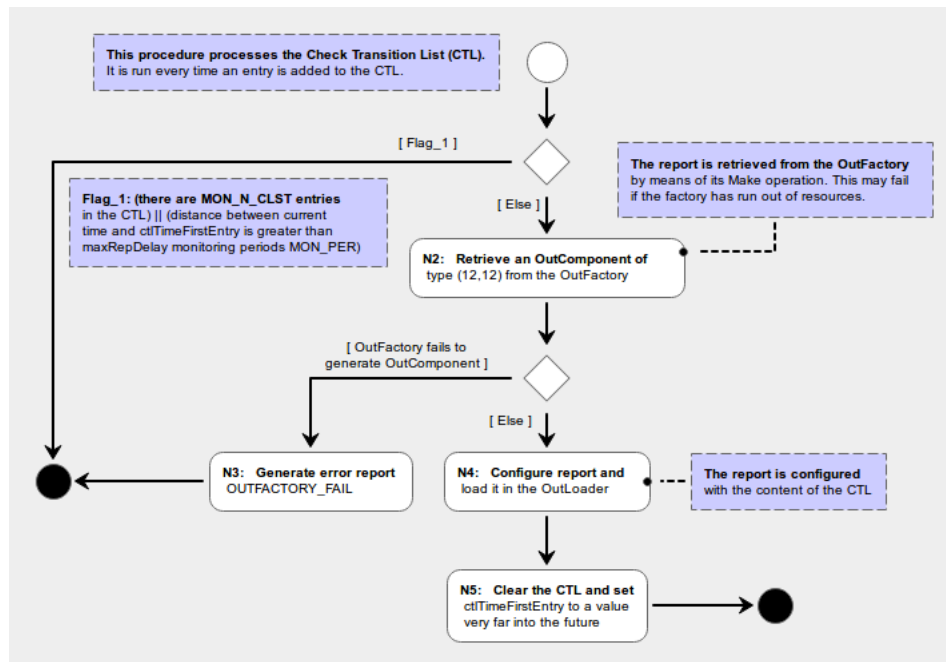 This procedure processes the Check Transition List (CTL).
It is run every time an entry is added to the CTL.
[ Flag_1 ]
The report is retrieved from the OutFactory
by means of its Make operation. This may fail
if the factory has run out of resources.
Flag_1: (there are MON_N_CLST entries
in the CTL) || (distance between current
time and ctlTimeFirstEntry is greater than
maxRepDelay monitoring periods MON_PER)
[ Else ]
N2: Retrieve an OutComponent of
type (12,12) from the OutFactory
[ OutFactory fails to
generate OutComponent ]
[ Else ]
N3: Generate error report
OUTFACTORY_FAIL
N4: Configure report and
load it in the OutLoader
The report is configured
with the content of the CTL
N5: Clear the CTL and set
ctlTimeFirstEntry to a value
very far into the future